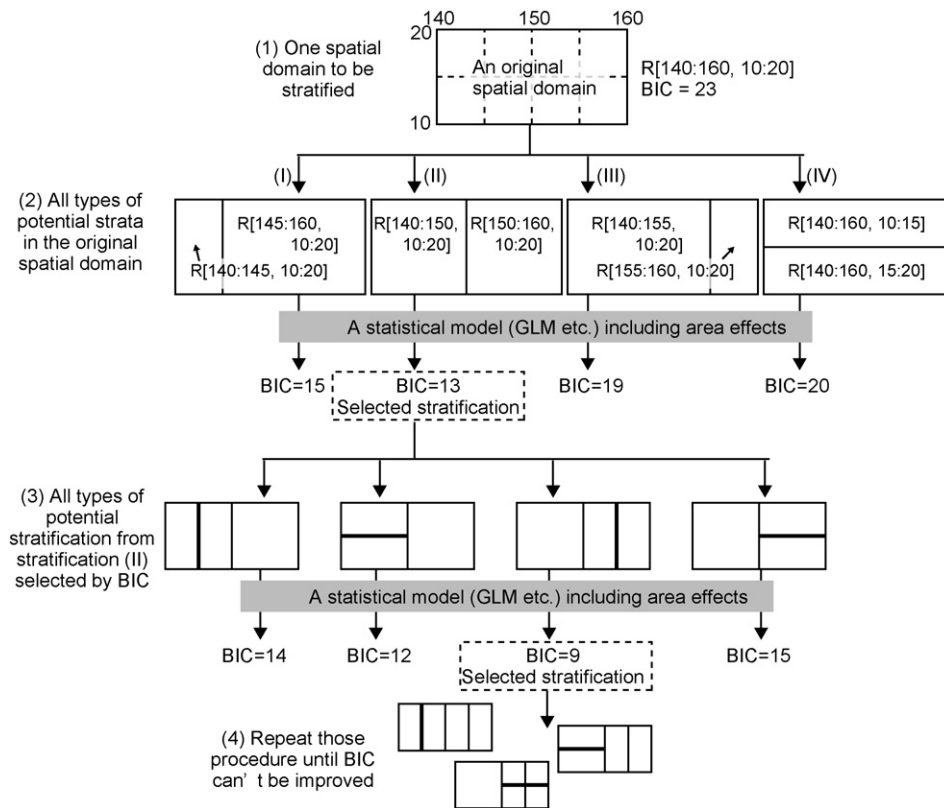 140 150 160
20
(1) One spatial
domain to be
stratified
An original
spatial domain
R[140:160, 10:20]
BIC = 23
10
(I) (II) (III) (IV)
(2) All types of
potential strata
in the original
spatial domain
R[145:160,
10:20]
R[140:145, 10:20]
R[140:150,
10:20]
R[150:160,
10:20]
R[140:155,
10:20]
R[155:160, 10:20]
R[140:160, 10:15]
R[140:160, 15:20]
A statistical model (GLM etc.) including area effects
BIC=15 BIC=13 BIC=19 BIC=20
Selected stratification
(3) All types of
potential
stratification from
stratification (II)
selected by BIC
A statistical model (GLM etc.) including area effects
BIC=14 BIC=12 BIC=9 BIC=15
Selected stratification
(4) Repeat those
procedure until BIC
can' t be improved